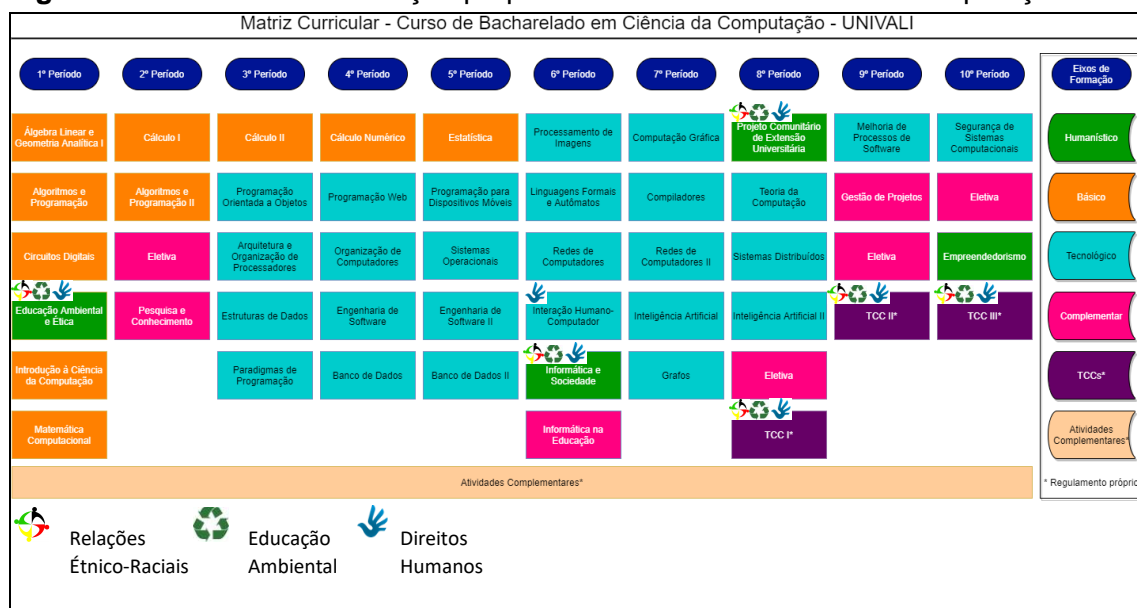 Matriz Curricular - Curso de Bacharelado em Ciência da Computação - UNIVALI
1º Período
2º Período
3º Período
4º Período
5º Período
6º Período
7º Período
8º Período
9º Período
10º Período
Eixos de
Formação
Álgebra Linear e
Geometria Analítica I
Cálculo I
Cálculo II
Cálculo Numérico
Estatística
Processamento de
Imagens
Computação Gráfica
Projeto Comunitário
de Extensão
Universitária
Melhoria de
Processos de
Software
Segurança de
Sistemas
Computacionais
Humanístico
Algoritmos e
Programação
Algoritmos e
Programação II
Programação
Orientada a Objetos
Programação Web
Programação para
Dispositivos Móveis
Linguagens Formais
e Autômatos
Compiladores
Teoria da
Computação
Gestão de Projetos
Eletiva
Básico
Circuitos Digitais
Eletiva
Arquitetura e
Organização de
Processadores
Organização de
Computadores
Sistemas
Operacionais
Redes de
Computadores
Redes de
Computadores II
Sistemas Distribuídos
Eletiva
Empreendedorismo
Tecnológico
Educação Ambiental
e Ética
Pesquisa e
Conhecimento
Estruturas de Dados
Engenharia de
Software
Engenharia de
Software II
Interação Humano-
Computador
Inteligência Artificial
Inteligência Artificial II
TCC II*
TCC III*
Complementar
Introdução à Ciência
da Computação
Paradigmas de
Programação
Banco de Dados
Banco de Dados II
Informática e
Sociedade
Grafos
Eletiva
TCCs*
Matemática
Computacional
Informática na
Educação
TCC I*
Atividades
Complementares*
Atividades Complementares*
* Regulamento próprio
Relações
Étnico-Raciais
Educação
Ambiental
Direitos
Humanos